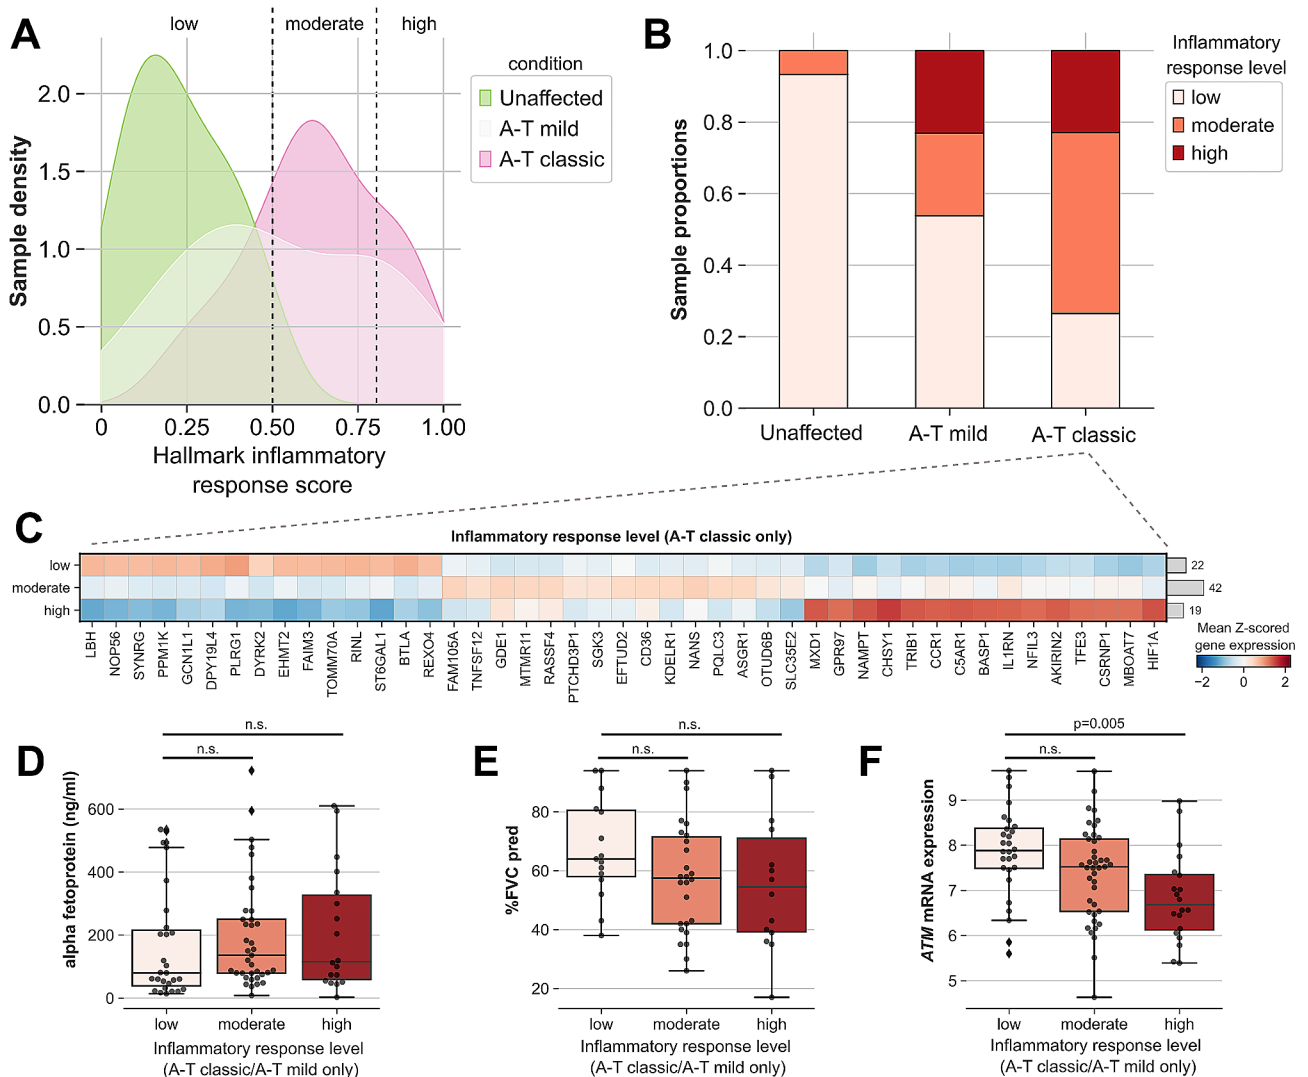 A
low
moderate
high
condition
Unaffected
A-T mild
A-T classic
Sample density
2.0
1.5
1.0
0.5
0.0
0
0.25
0.50
0.75
1.00
Hallmark inflammatory
response score
B
Inflammatory
response level
low
moderate
high
Sample proportions
1.0
0.8
0.6
0.4
0.2
0.0
Unaffected
A-T mild
A-T classic
C
Inflammatory response level (A-T classic only)
low
moderate
high
22
42
19
LBH
NOP56
SYNRG
PPM11K
GCN1L1
DPY19L4
PLRG1
DYRK2
EHMT2
FAIM3
TOMM70A
RINL
ST6GAL1
BTLA
REXO4
FAM105A
TNFSF12
GDE1
MTMR11
RASSF4
PTCHD3P1
SGK3
EFTUD2
CD36
KDELR1
NANS
PQLC3
ASGR1
OTUD6B
SLC35E2
MXD1
GPR97
NAMPT
CHSY1
TRIB1
CCR1
C5AR1
BASP1
IL1RN
NFIL3
AKIRIN2
TFE3
CSRNP1
MBOAT7
HIF1A
Mean Z-scored
gene expression
−2
0
2
D
n.s.
n.s.
alpha fetoprotein (ng/ml)
600
400
200
0
low
moderate
high
Inflammatory response level
(A-T classic/A-T mild only)
E
n.s.
n.s.
%FVC pred
80
60
40
20
low
moderate
high
Inflammatory response level
(A-T classic/A-T mild only)
F
p=0.005
n.s.
ATM mRNA expression
9
8
7
6
5
low
moderate
high
Inflammatory response level
(A-T classic/A-T mild only)